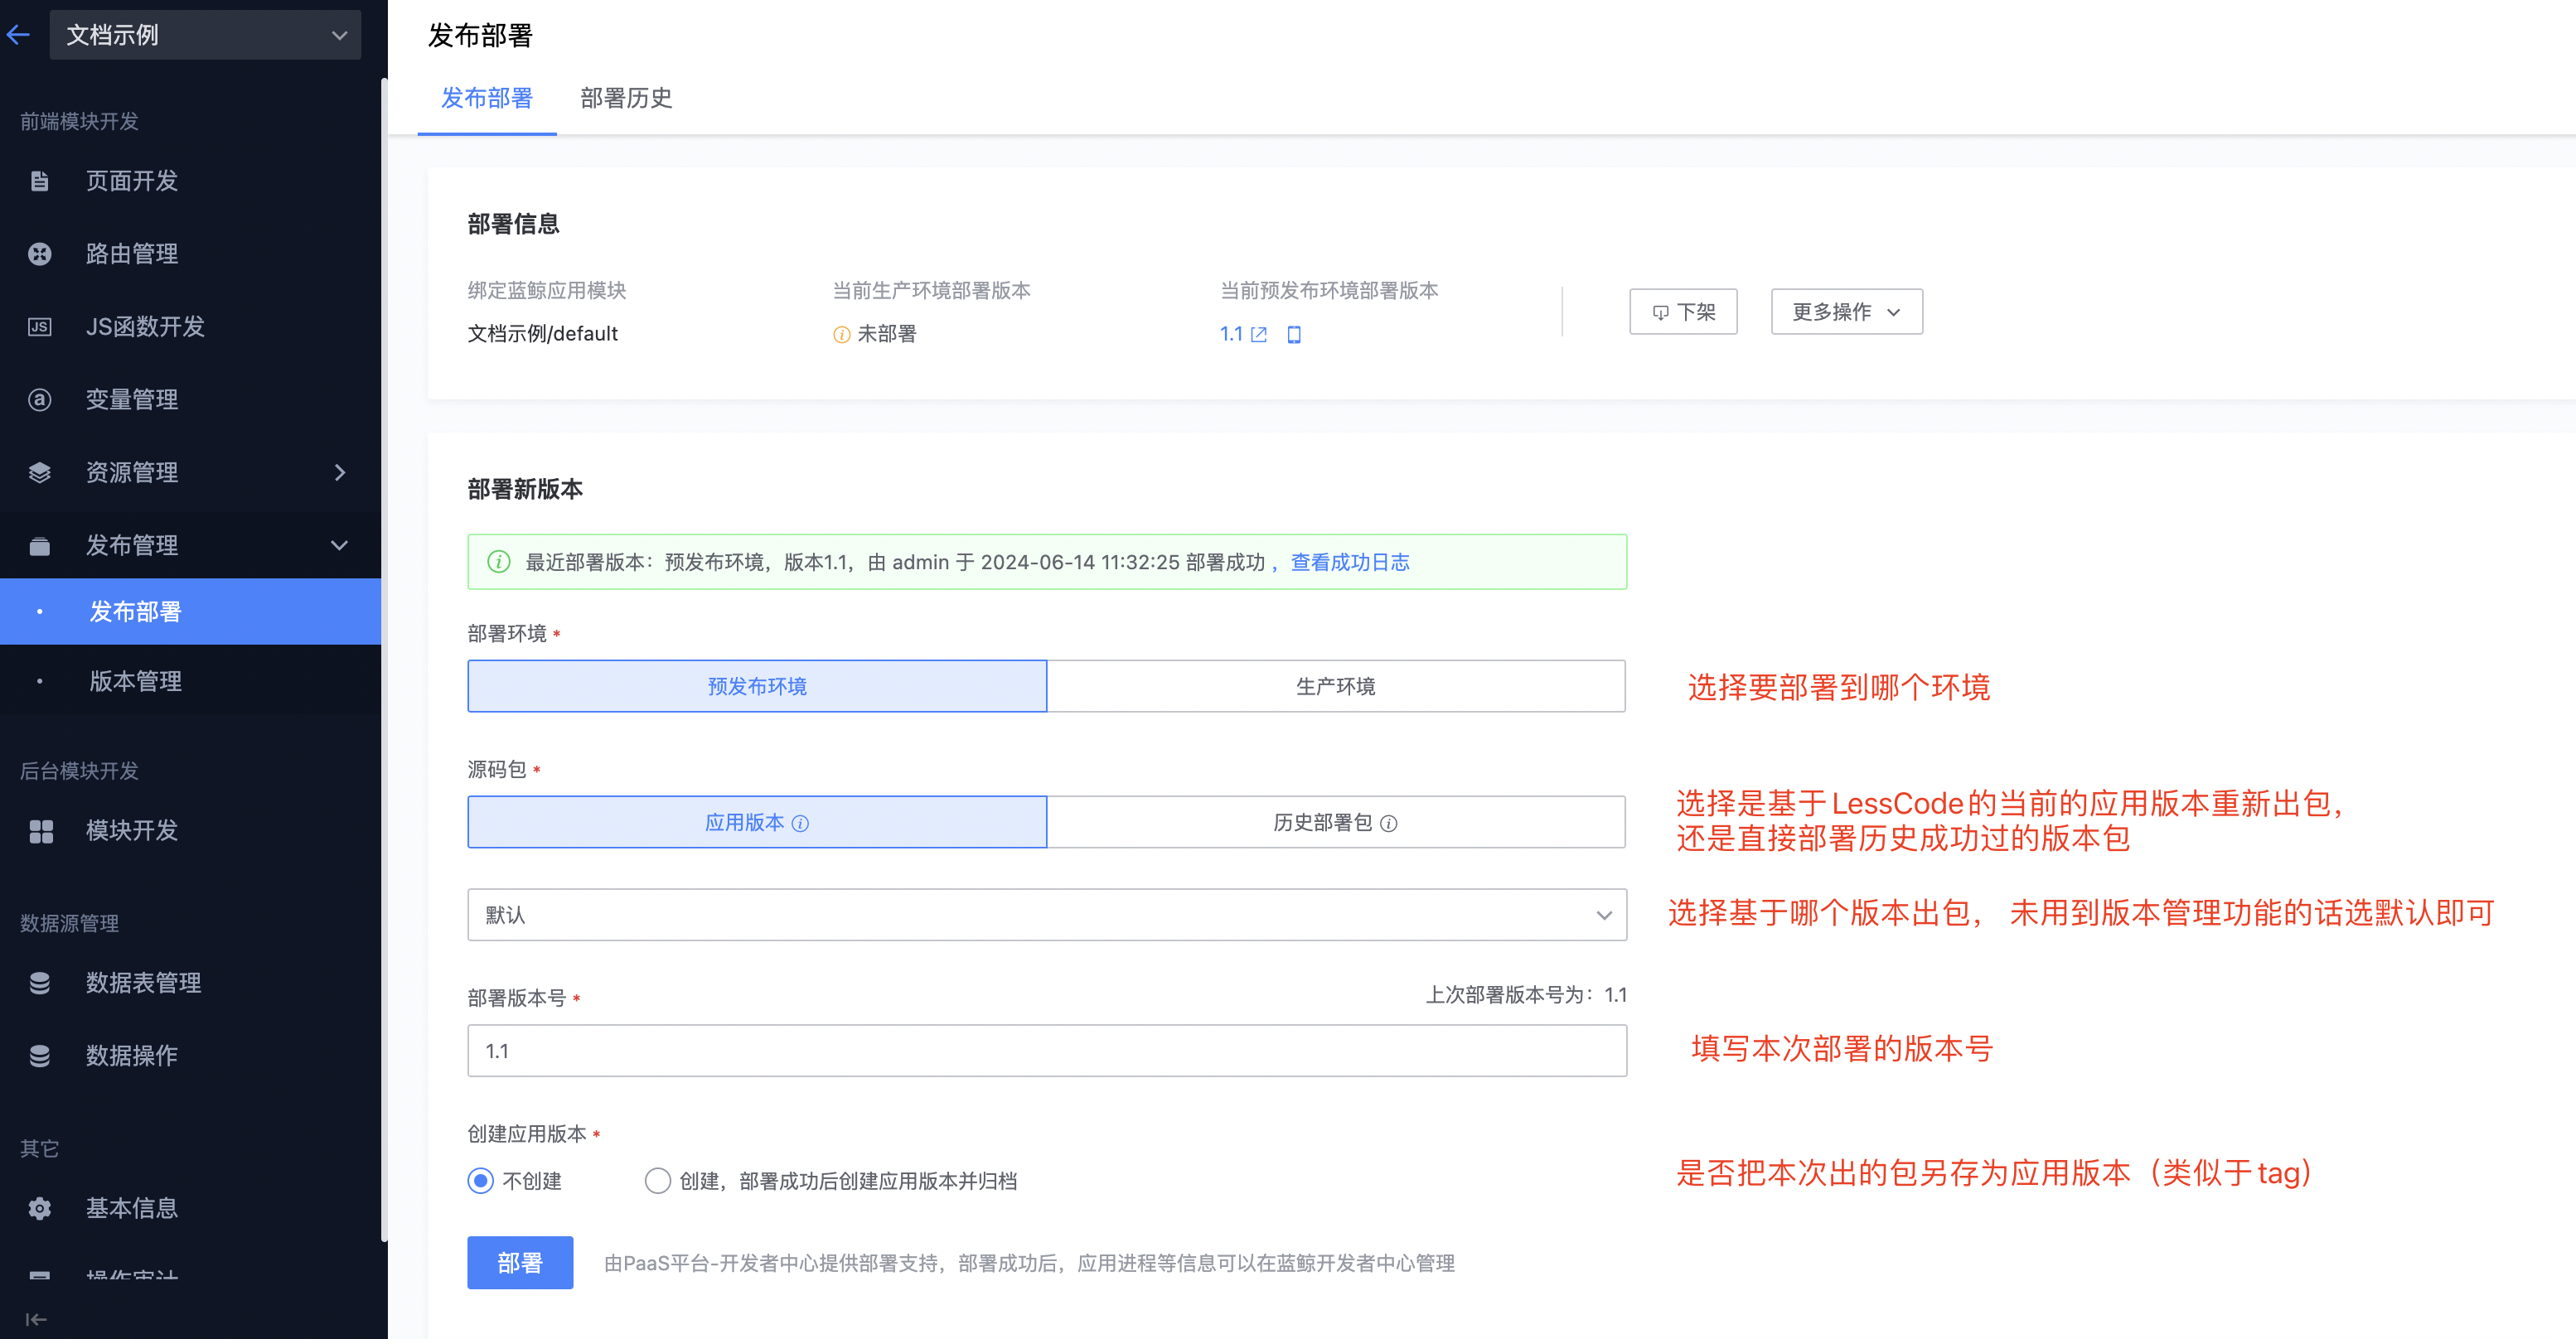 文档示例
前端模块开发
页面开发
路由管理
JS
JS函数开发
a
变量管理
资源管理
发布管理
发布部署
版本管理
后台模块开发
模块开发
数据源管理
数据表管理
数据操作
其它
基本信息
操作审计
发布部署
发布部署 部署历史
部署信息
绑定蓝鲸应用模块 当前生产环境部署版本 当前预发布环境部署版本
文档示例/default 未部署 1.1
下架 更多操作
部署新版本
最近部署版本：预发布环境，版本1.1，由 admin 于 2024-06-14 11:32:25 部署成功 ，查看成功日志
部署环境 *
预发布环境 生产环境 选择要部署到哪个环境
源码包 *
应用版本 历史部署包
选择是基于LessCode的当前的应用版本重新出包，
还是直接部署历史成功过的版本包
默认 选择基于哪个版本出包， 未用到版本管理功能的话选默认即可
部署版本号 * 上次部署版本号为：1.1
1.1 填写本次部署的版本号
创建应用版本 *
不创建 创建，部署成功后创建应用版本并归档 是否把本次出的包另存为应用版本（类似于tag）
部署 由PaaS平台-开发者中心提供部署支持，部署成功后，应用进程等信息可以在蓝鲸开发者中心管理